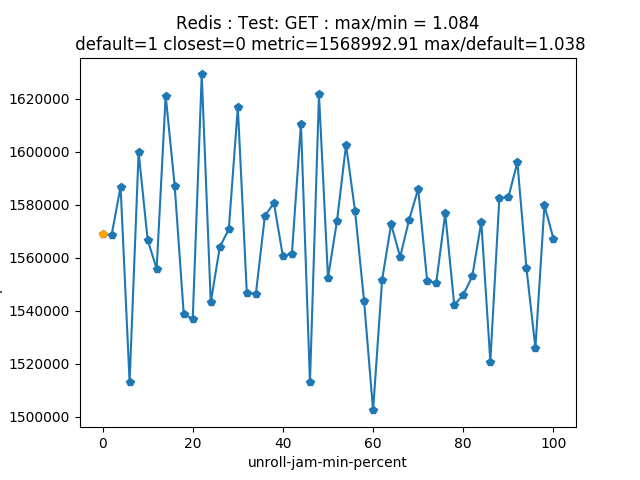 Redis : Test: GET : max/min = 1.084
default=1 closest=0 metric=1568992.91 max/default=1.038
1620000
1600000
1580000
1560000
1540000
1520000
1500000
0 20 40 60 80 100
unroll-jam-min-percent